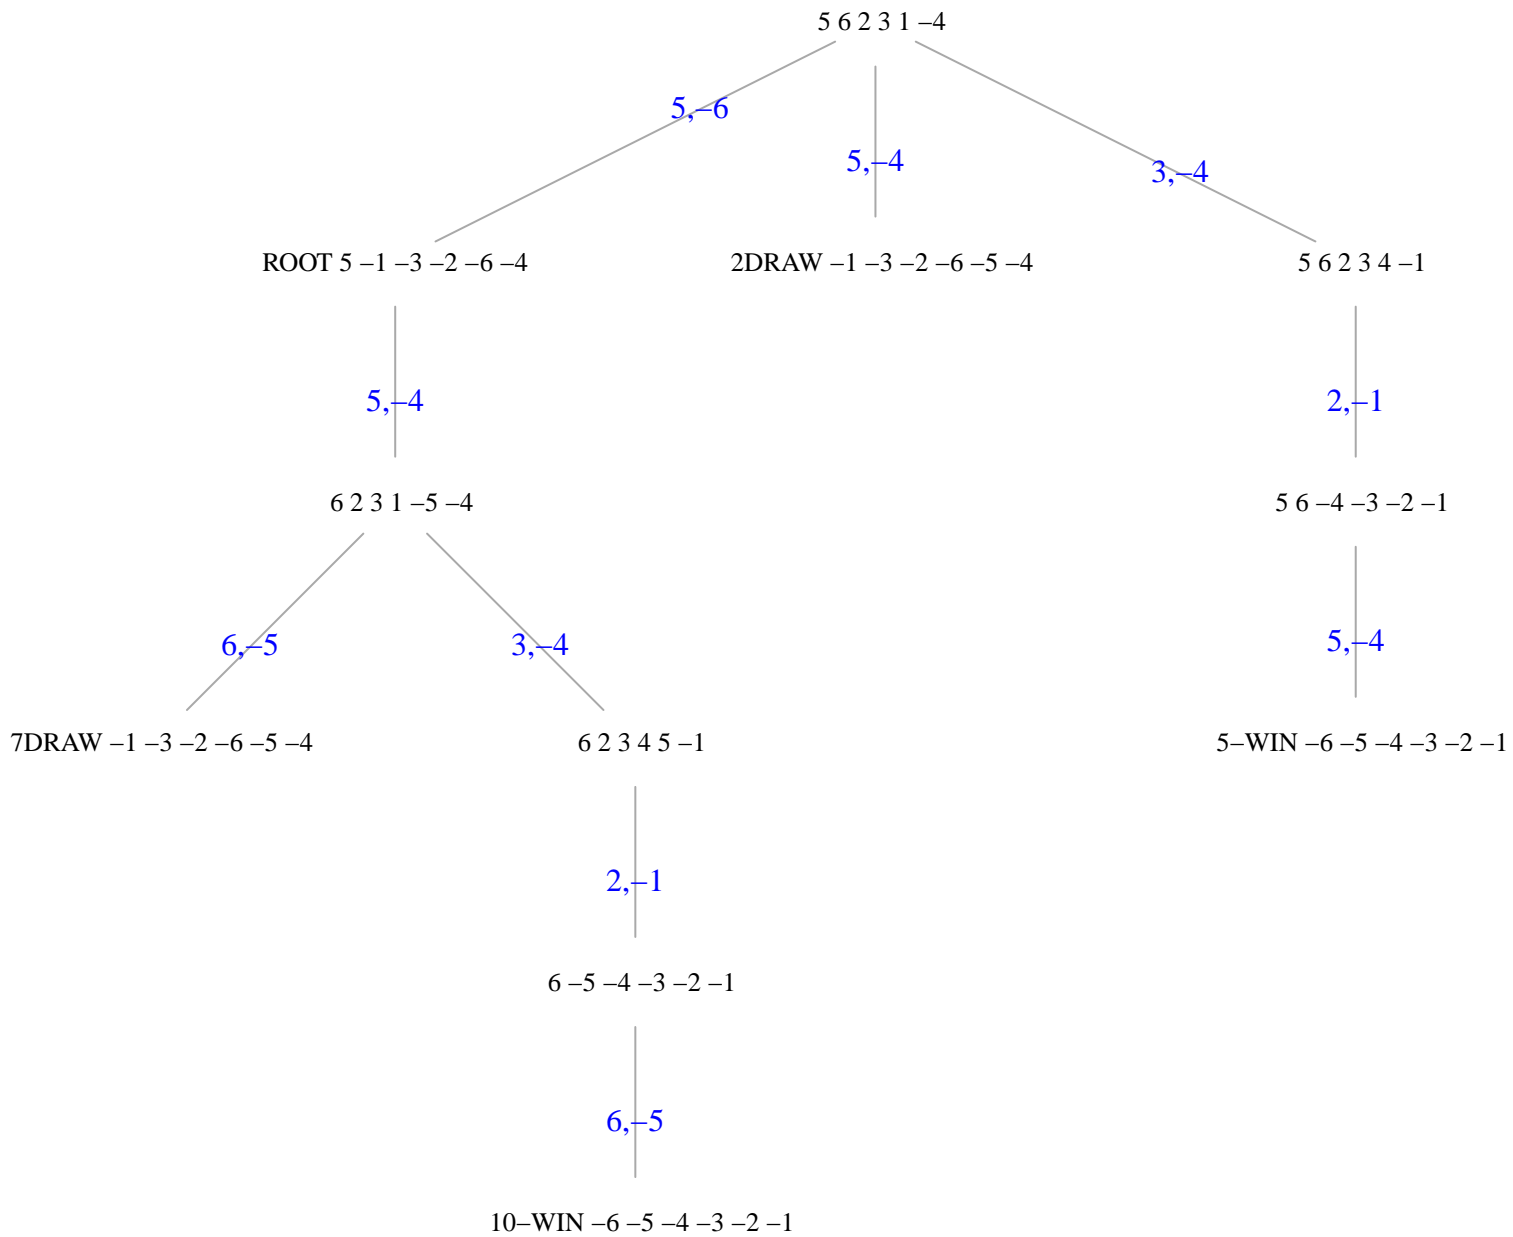 5 6 2 3 1 –4
5,–6
5,–4
3,–4
ROOT 5 –1 –3 –2 –6 –4
2DRAW –1 –3 –2 –6 –5 –4
5 6 2 3 4 –1
5,–4
2,–1
6 2 3 1 –5 –4
5 6 –4 –3 –2 –1
6,–5
3,–4
5,–4
7DRAW –1 –3 –2 –6 –5 –4
6 2 3 4 5 –1
5–WIN –6 –5 –4 –3 –2 –1
2,–1
6 –5 –4 –3 –2 –1
6,–5
10–WIN –6 –5 –4 –3 –2 –1